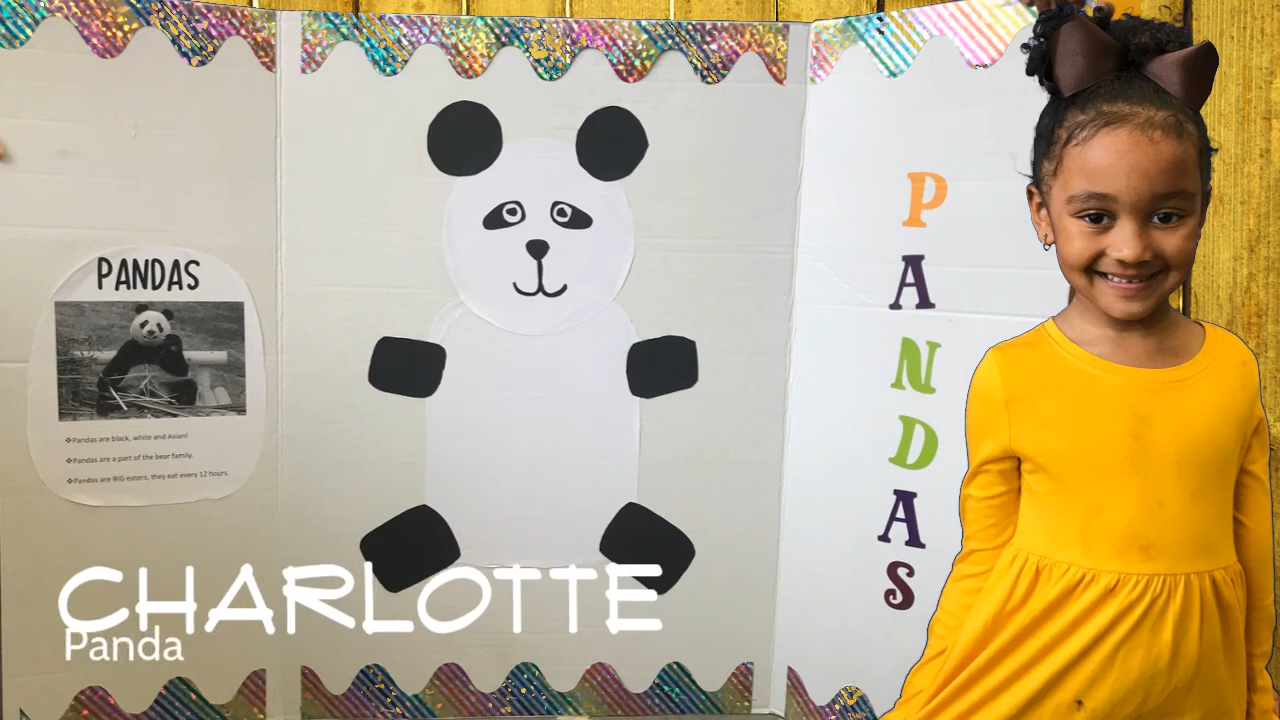 PANDAS
❖Pandas are black, white and Asian!
❖Pandas are a part of the bear family.
❖Pandas are BIG eaters, they eat every 12 hours.
P
A
N
D
A
S
CHARLOTTE
Panda